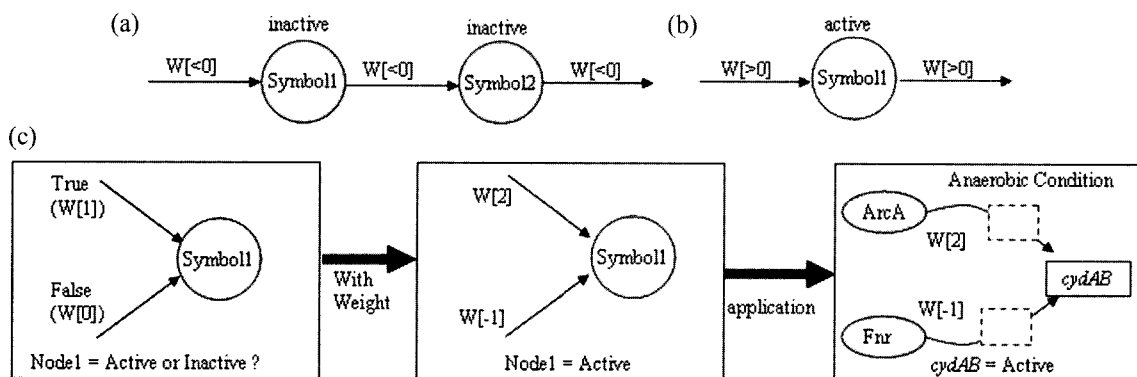 (a)
inactive
inactive
W[<0]
Symbol1
W[<0]
Symbol2
W[<0]
(b)
active
W[>0]
Symbol1
W[>0]
(c)
True
(W[1])
Symbol1
False
(W[0])
Node1 = Active or Inactive ?
With
Weight
W[2]
Symbol1
W[-1]
Node1 = Active
application
Anaerobic Condition
ArcA
W[2]
cydAB
W[-1]
Fnr
cydAB = Active